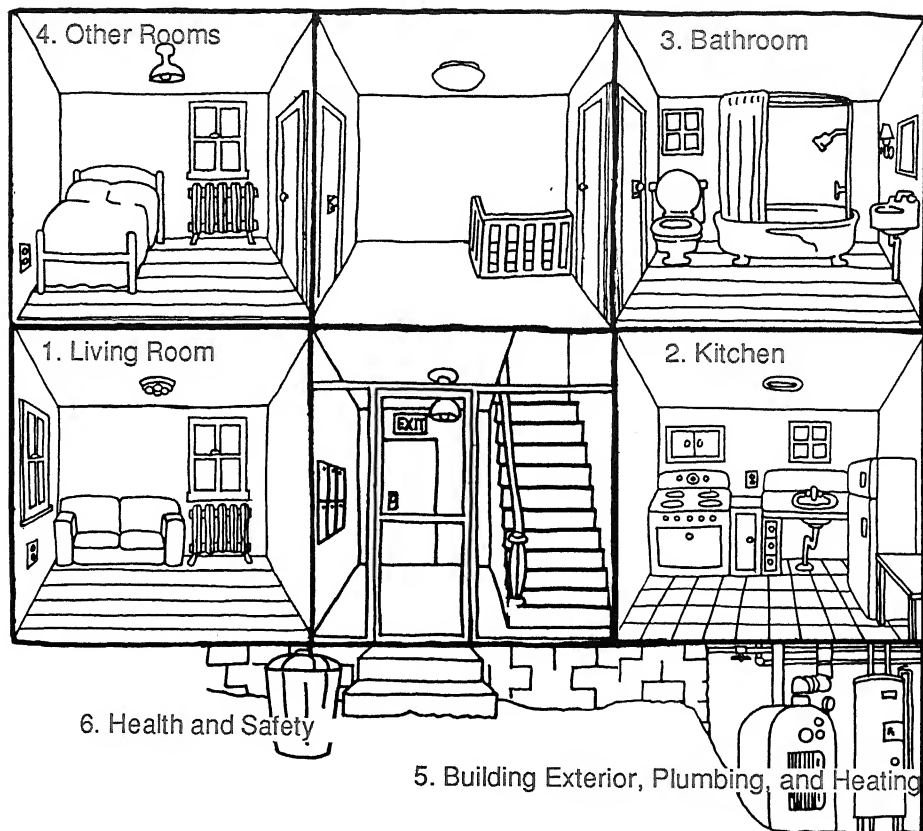 4. Other Rooms
3. Bathroom
1. Living Room
2. Kitchen
EXIT
6. Health and Safety
5. Building Exterior, Plumbing, and Heating